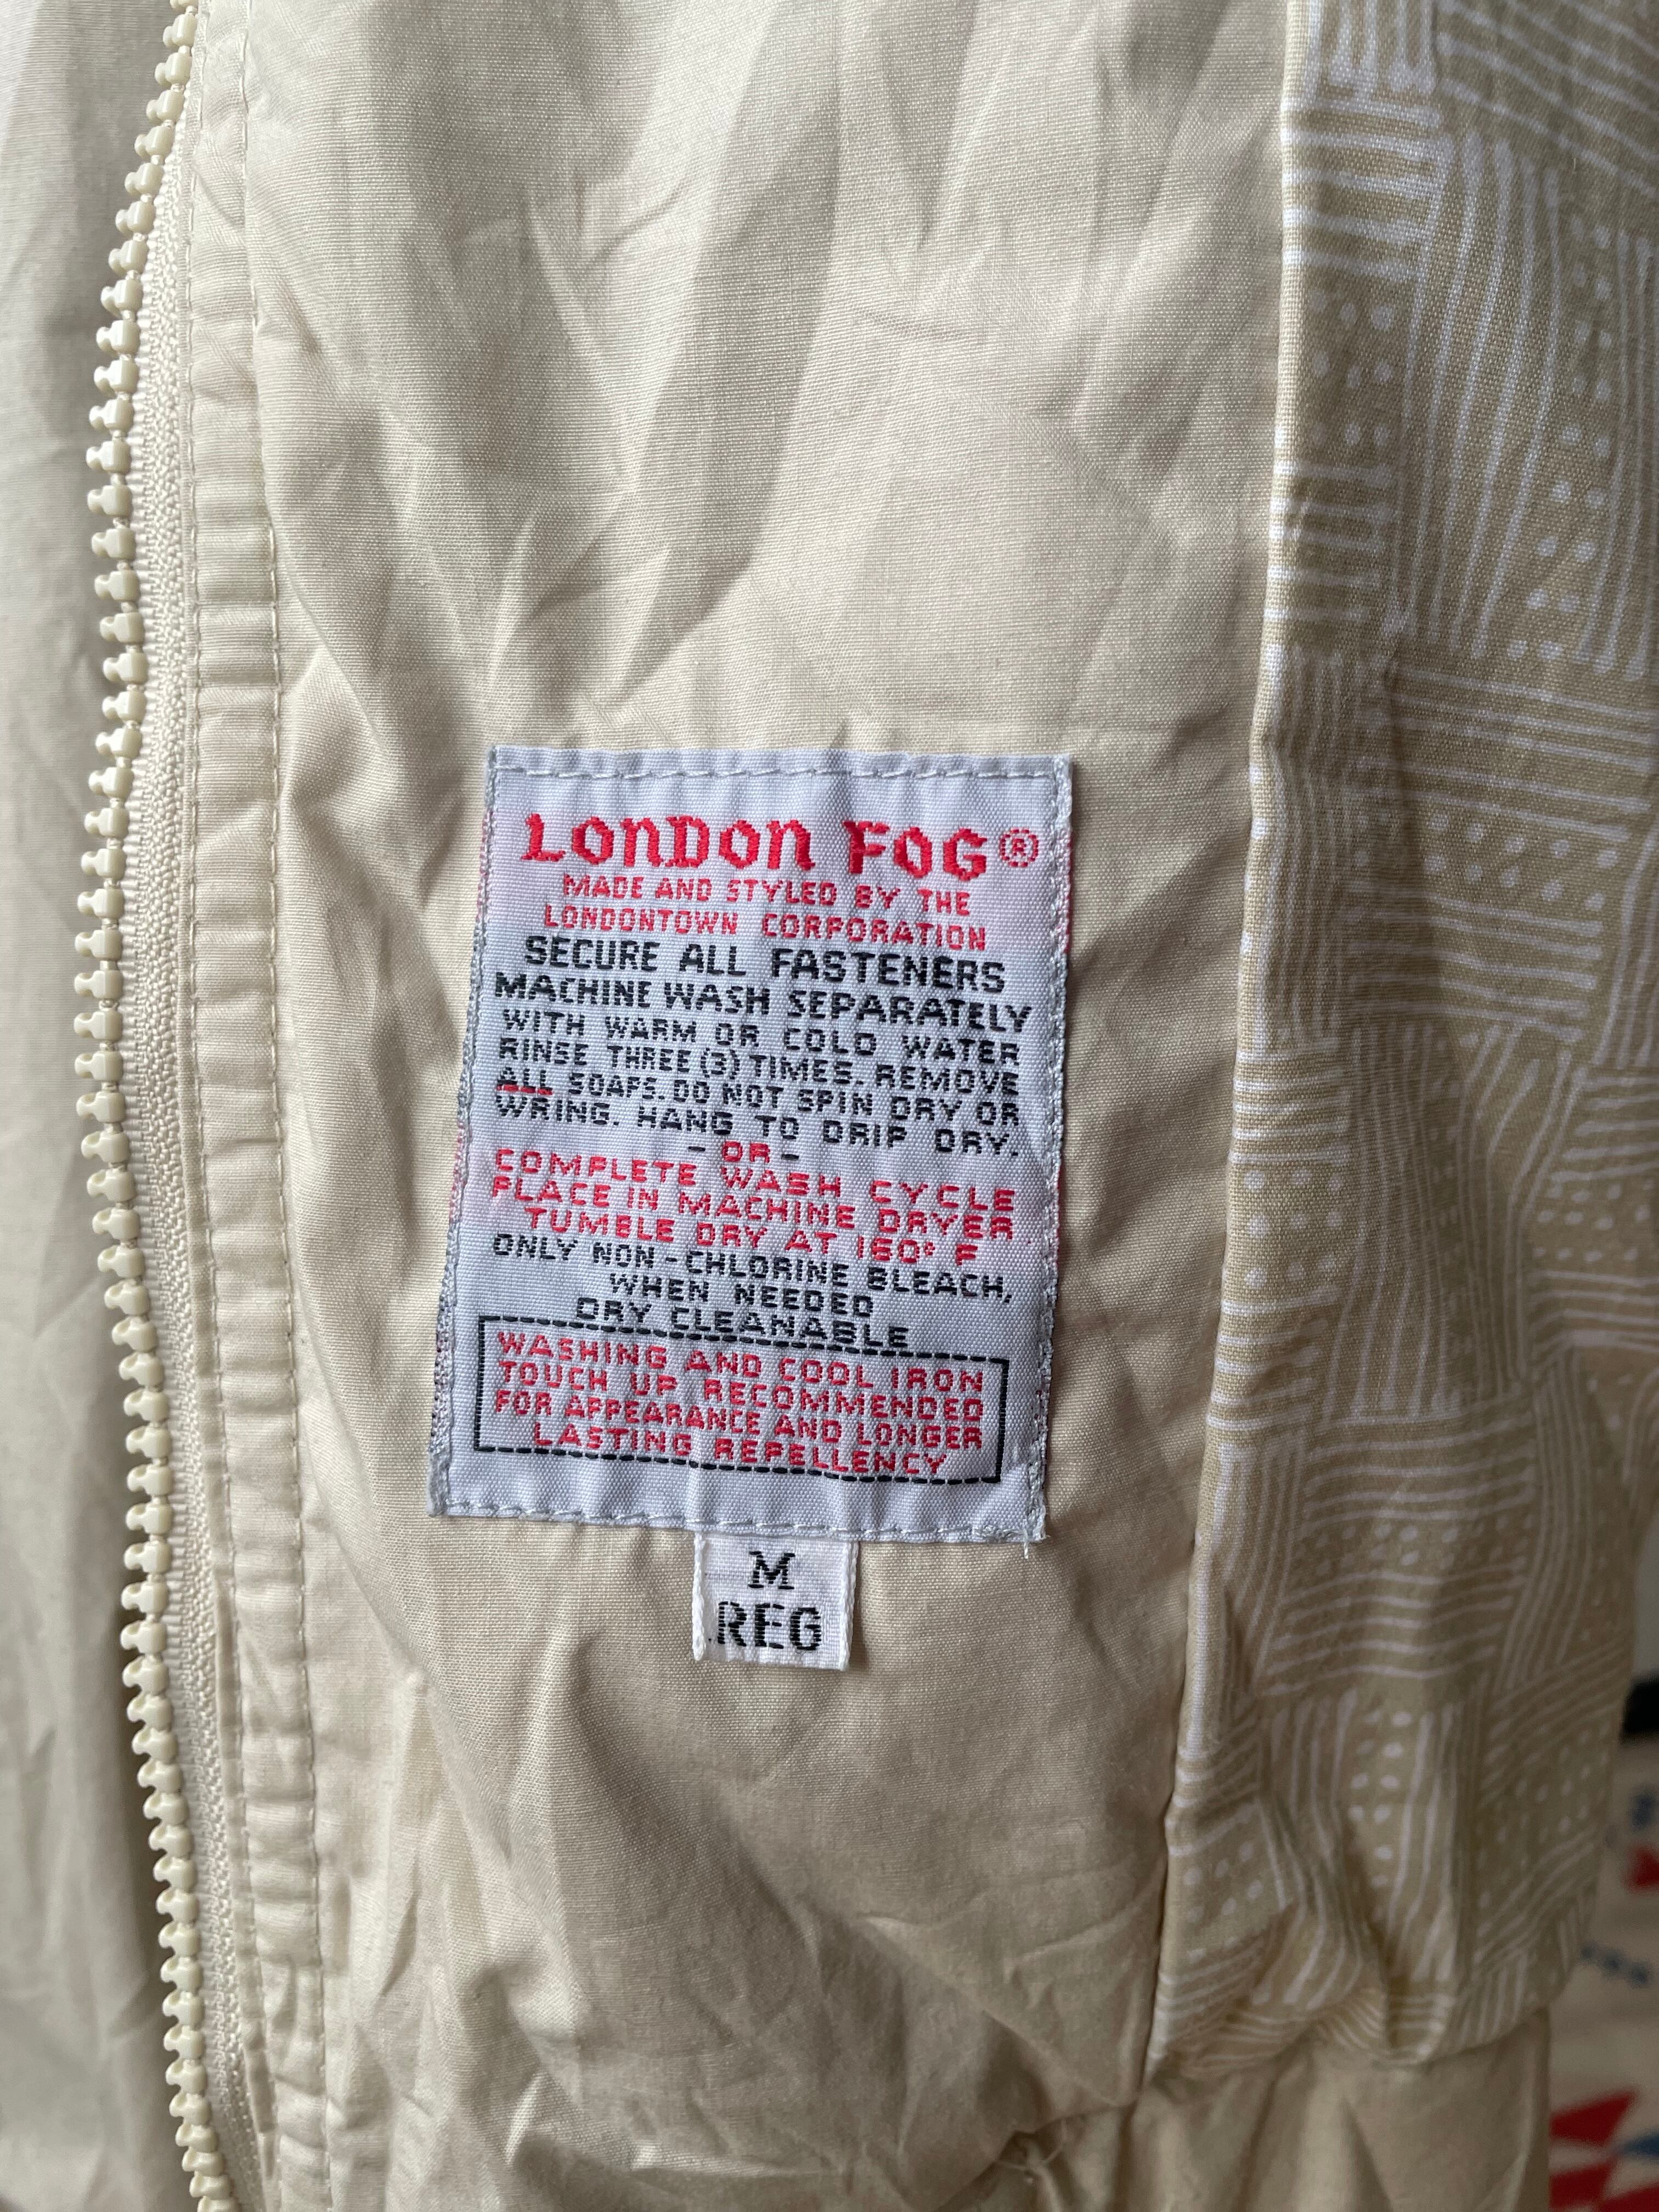 LONDON FOG®
MADE AND STYLED BY THE
LONDONTOWN CORPORATION
SECURE ALL FASTENERS
MACHINE WASH SEPARATELY
WITH WARM OR COLD WATER
RINSE THREE (3) TIMES. REMOVE
ALL SOAPS. DO NOT SPIN DRY OR
WRING. HANG TO DRIP DRY.
- OR -
COMPLETE WASH CYCLE
PLACE IN MACHINE DRYER
TUMBLE DRY AT 160° F
ONLY NON-CHLORINE BLEACH,
WHEN NEEDED
DRY CLEANABLE
WASHING AND COOL IRON
TOUCH UP RECOMMENDED
FOR APPEARANCE AND LONGER
LASTING REPELLENCY
M
REG